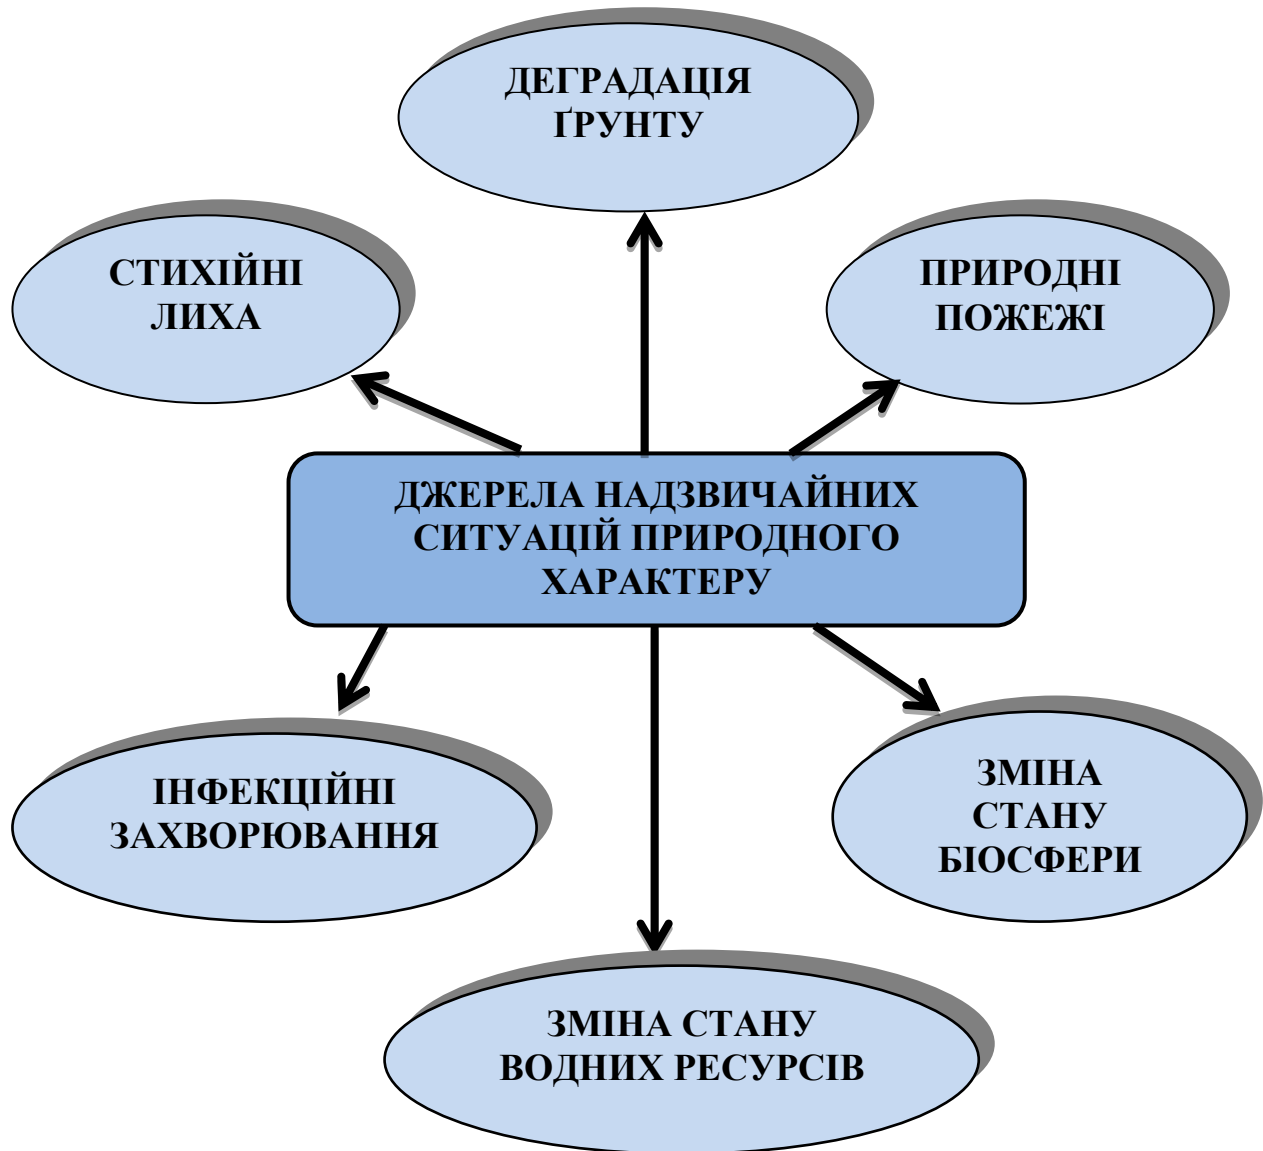 ДЕГРАДАЦІЯ
ҐРУНТУ
СТИХІЙНІ
ЛИХА
ПРИРОДНІ
ПОЖЕЖІ
ДЖЕРЕЛА НАДЗВИЧАЙНИХ
СИТУАЦІЙ ПРИРОДНОГО
ХАРАКТЕРУ
ІНФЕКЦІЙНІ
ЗАХВОРЮВАННЯ
ЗМІНА
СТАНУ
БІОСФЕРИ
ЗМІНА СТАНУ
ВОДНИХ РЕСУРСІВ